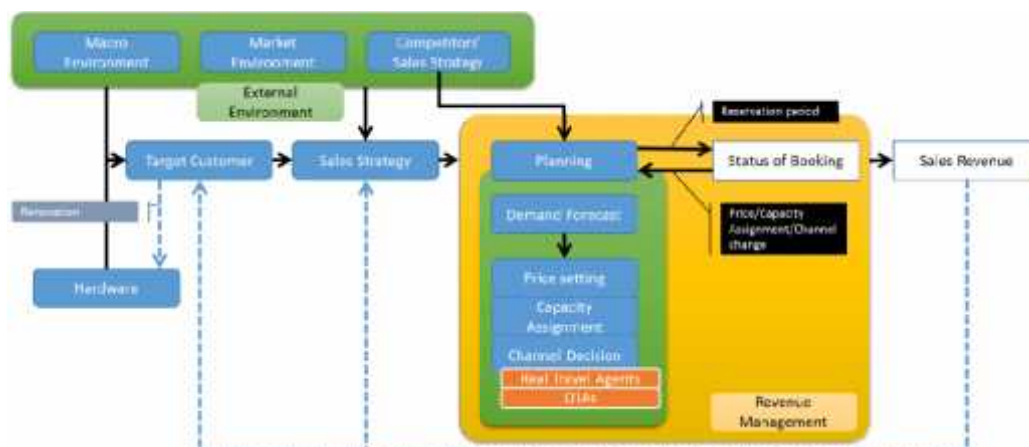 Macro
Environment
Market
Environment
Competitors'
Sales Strategy
External
Environment
Reservation period
Target Customer
Sales Strategy
Planning
Status of Booking
Sales Revenue
Renovation
Demand Forecast
Price/Capacity
Assignment/Channel
change
Hardware
Price setting
Capacity
Assignment
Channel Decision
Real Travel Agents
OTAs
Revenue
Management